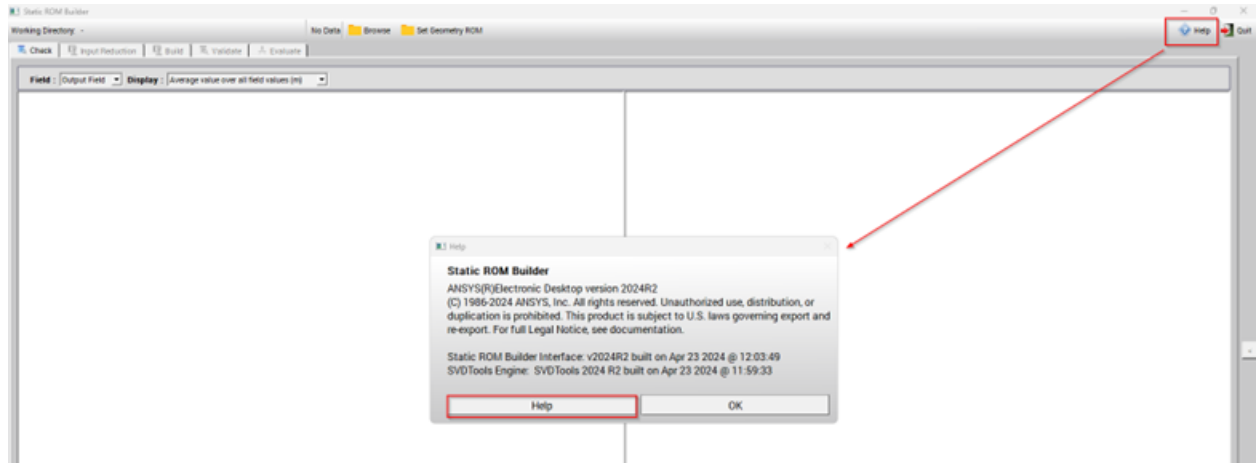 Static ROM Builder
Working Directory: -
No Data Browse Set Geometry ROM
Help Quit
Check Input Reduction Build Validate Evaluate
Field : Output Field Display : Average value over all field values (m)
Help
Static ROM Builder
ANSYS(R)Electronic Desktop version 2024R2
(C) 1986-2024 ANSYS, Inc. All rights reserved. Unauthorized use, distribution, or
duplication is prohibited. This product is subject to U.S. laws governing export and
re-export. For full Legal Notice, see documentation.
Static ROM Builder Interface: v2024R2 built on Apr 23 2024 @ 12:03:49
SVDTools Engine: SVDTools 2024 R2 built on Apr 23 2024 @ 11:59:33
Help OK